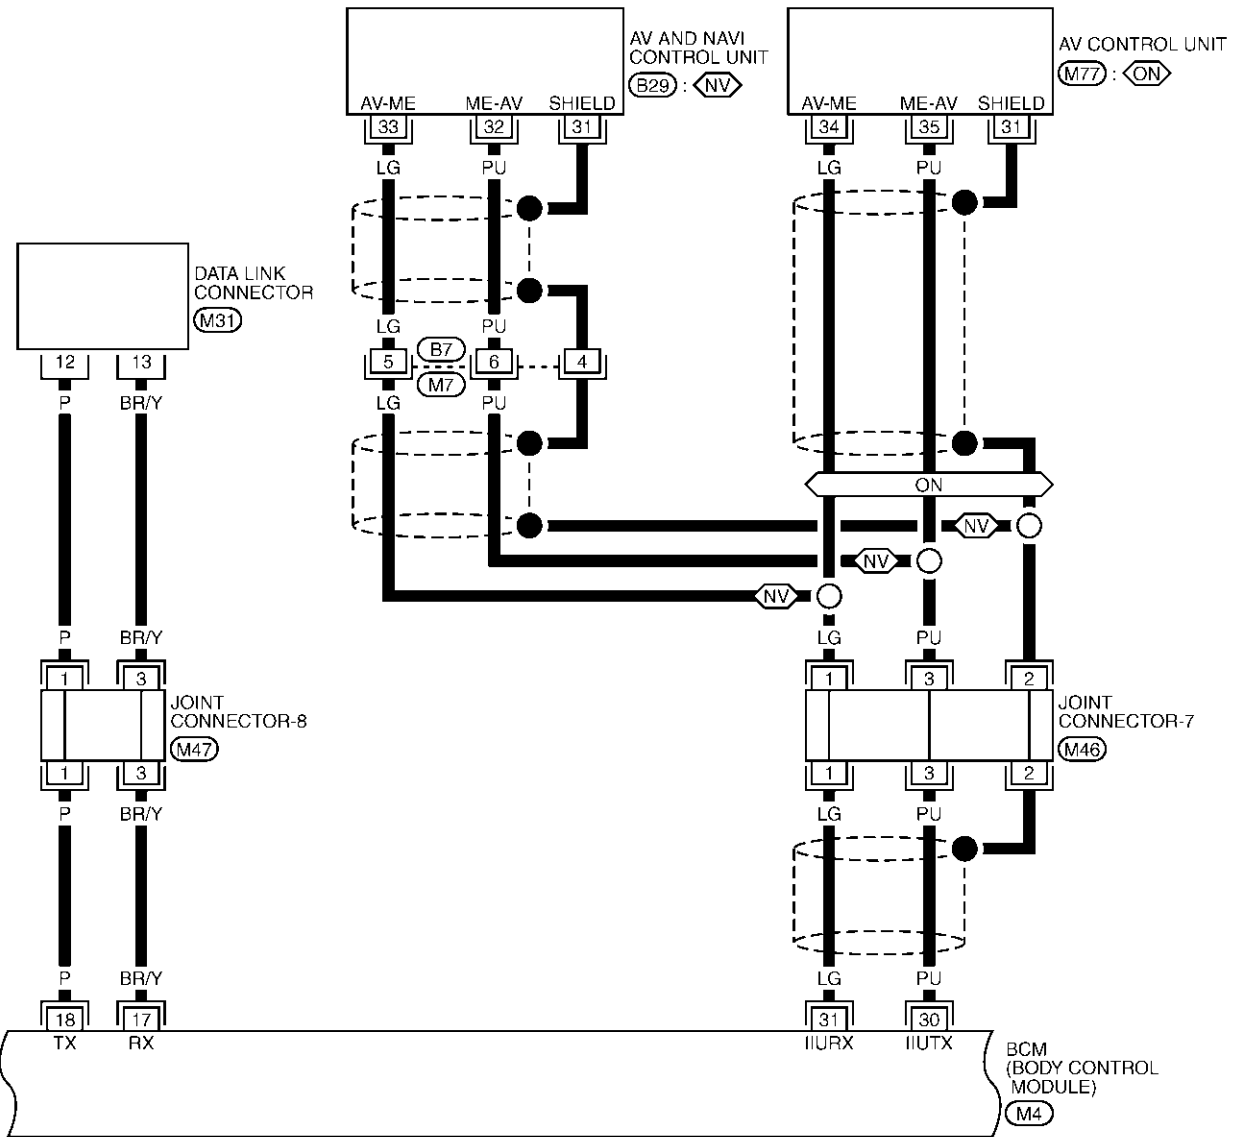 AV AND NAVI
CONTROL UNIT
B29 : NV
AV-ME ME-AV SHIELD
33 32 31
LG PU
AV CONTROL UNIT
M77 : ON
AV-ME ME-AV SHIELD
34 35 31
LG PU
DATA LINK
CONNECTOR
M31
12 13
P BR/Y
LG PU
5 B7 6 4
M7
LG PU
ON
NV
NV
NV
P BR/Y
1 3
JOINT
CONNECTOR-8
M47
1 3
P BR/Y
LG PU
1 3 2
JOINT
CONNECTOR-7
M46
1 3 2
LG PU
P BR/Y
18 17
TX RX
LG PU
31 30
IIURX IIUTX
BCM
(BODY CONTROL
MODULE)
M4